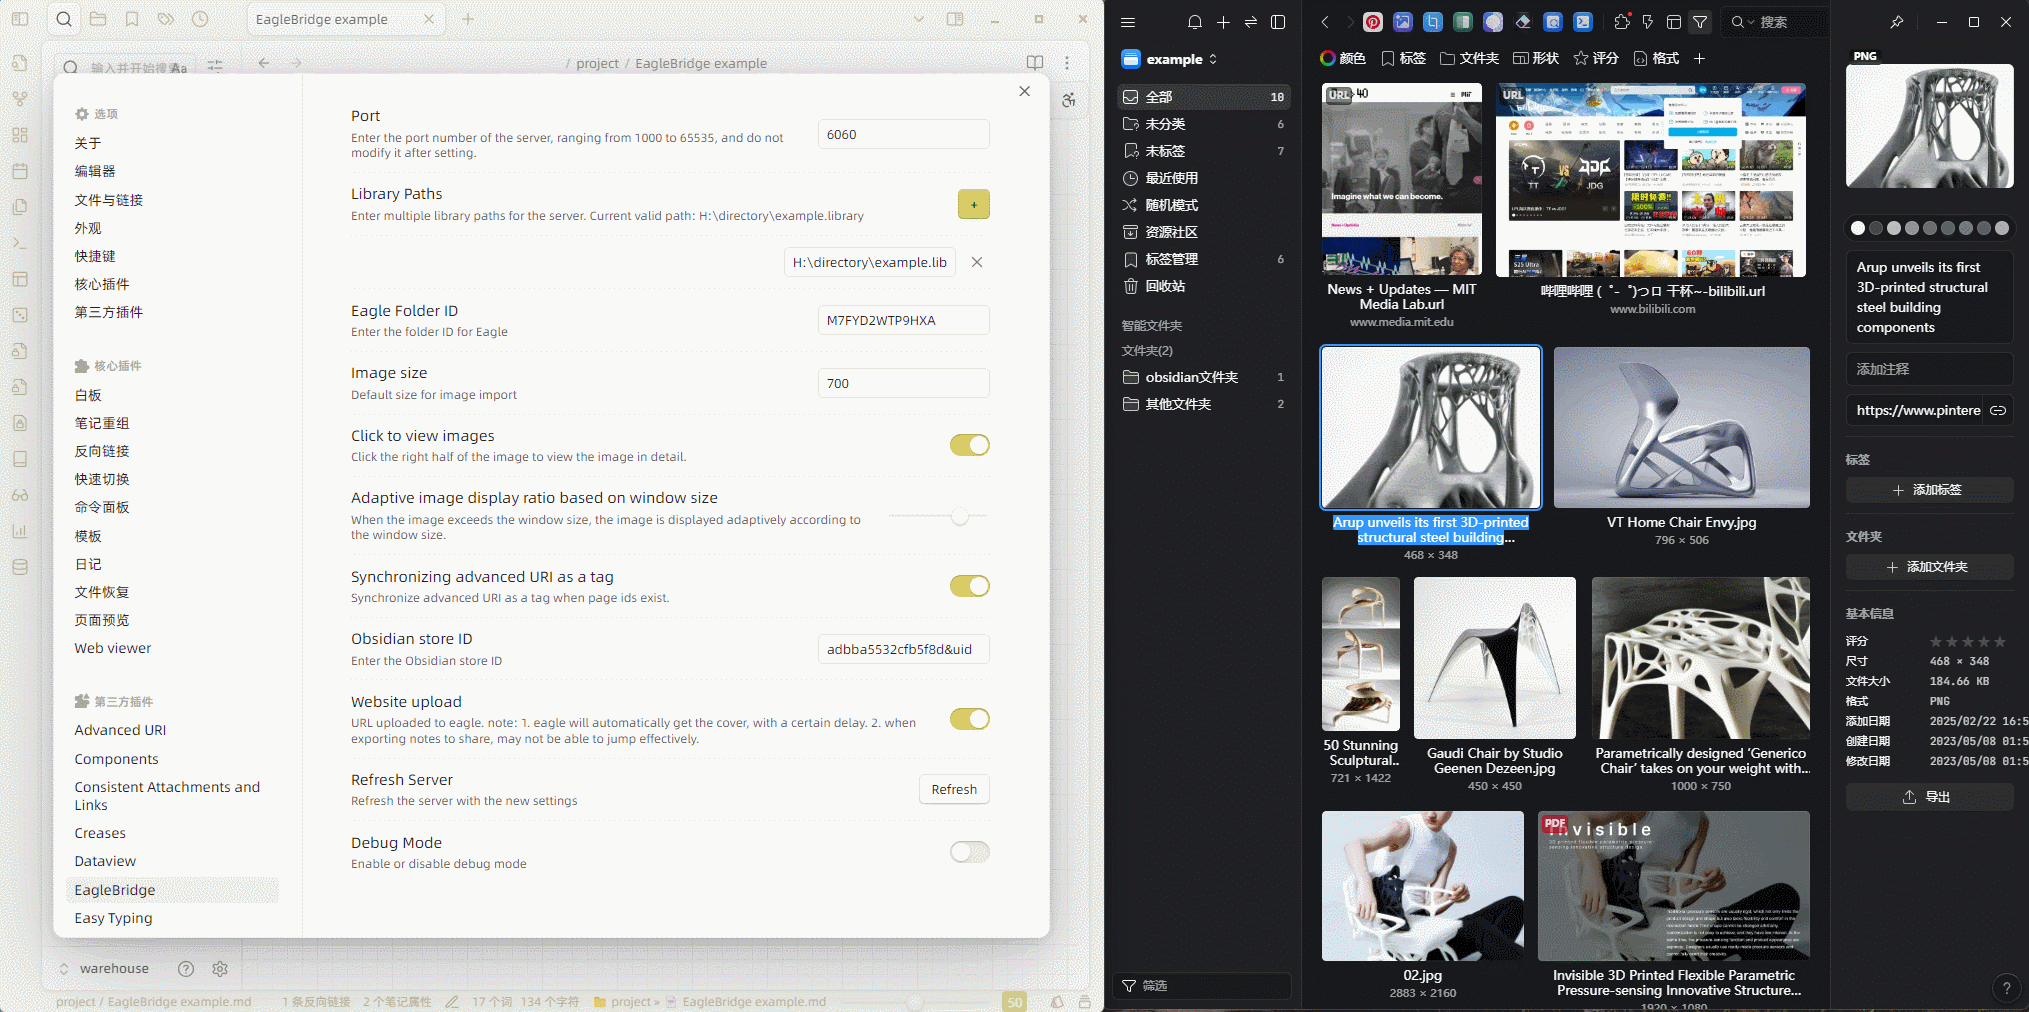 EagleBridge example
输入并开始搜索
Aa
/ project / EagleBridge example
选项
关于
编辑器
文件与链接
外观
快捷键
核心插件
第三方插件
核心插件
白板
笔记重组
反向链接
快速切换
命令面板
模板
日记
文件恢复
页面预览
Web viewer
第三方插件
Advanced URI
Components
Consistent Attachments and
Links
Creases
Dataview
EagleBridge
Easy Typing
Port
Enter the port number of the server, ranging from 1000 to 65535, and do not
modify it after setting.
6060
Library Paths
Enter multiple library paths for the server. Current valid path: H:\directory\example.library
+
H:\directory\example.lib
Eagle Folder ID
Enter the folder ID for Eagle
M7FYD2WTP9HXA
Image size
Default size for image import
700
Click to view images
Click the right half of the image to view the image in detail.
Adaptive image display ratio based on window size
When the image exceeds the window size, the image is displayed adaptively according to
the window size.
Synchronizing advanced URI as a tag
Synchronize advanced URI as a tag when page ids exist.
Obsidian store ID
Enter the Obsidian store ID
adbba5532cfb5f8d&uid
Website upload
URL uploaded to eagle. note: 1. eagle will automatically get the cover, with a certain delay. 2. when
exporting notes to share, may not be able to jump effectively.
Refresh Server
Refresh the server with the new settings
Refresh
Debug Mode
Enable or disable debug mode
warehouse
project / EagleBridge example.md
1 条反向链接
2 个笔记属性
17 个词
134 个字符
project »
EagleBridge example.md
50
example
全部 10
未分类 6
未标签 7
最近使用
随机模式
资源社区
标签管理 6
回收站
智能文件夹
文件夹(2)
obsidian文件夹 1
其他文件夹 2
筛选
搜索
颜色
标签
文件夹
形状
评分
格式
URL
40
Imagine what we can become.
News + Updates — MIT
Media Lab.url
www.media.mit.edu
URL
TT
VS
JDG
哔哩哔哩 ( ゜- ゜)つロ 干杯~-bilibili.url
www.bilibili.com
Arup unveils its first 3D-printed
structural steel building...
468 × 348
VT Home Chair Envy.jpg
796 × 506
50 Stunning
Sculptural..
721 × 1422
Gaudi Chair by Studio
Geenen Dezeen.jpg
450 × 450
Parametrically designed ‘Generico
Chair’ takes on your weight with...
1000 × 750
02.jpg
2883 × 2160
PDF
Invisible
Invisible 3D Printed Flexible Parametric
Pressure-sensing Innovative Structure...
1920 × 1080
PNG
Arup unveils its first
3D-printed structural
steel building
components
添加注释
https://www.pintere
标签
添加标签
文件夹
添加文件夹
基本信息
评分
尺寸 468 × 348
文件大小 184.66 KB
格式 PNG
添加日期 2025/02/22 16:5
创建日期 2023/05/08 01:5
修改日期 2023/05/08 01:5
导出